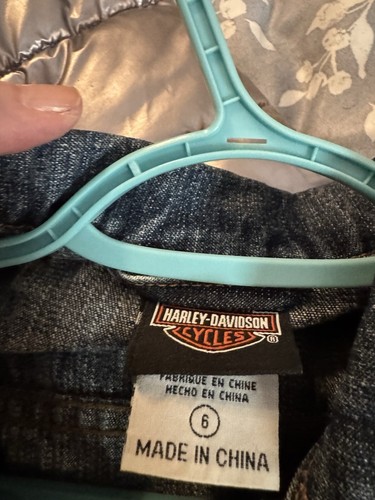 HARLEY-DAVIDSON
CYCLES ®
FABRIQUÉ EN CHINE
HECHO EN CHINA
6
MADE IN CHINA